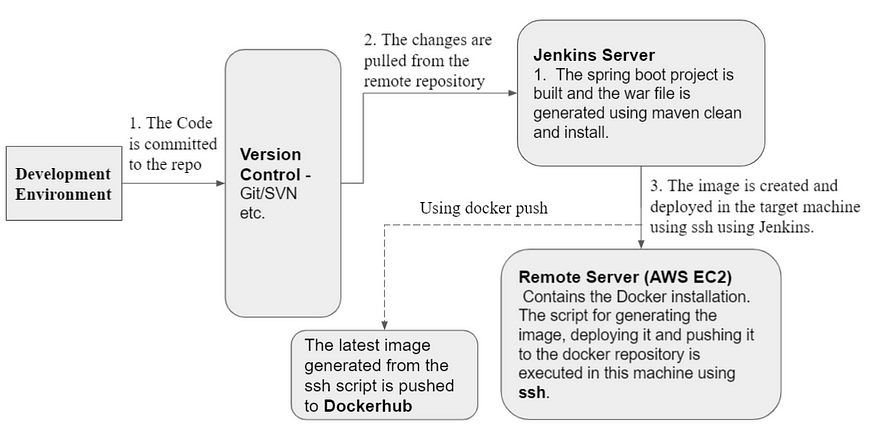 Development
Environment
1. The Code
is committed
to the repo
Version
Control -
Git/SVN
etc.
2. The changes are
pulled from the
remote repository
Jenkins Server
1. The spring boot project is
built and the war file is
generated using maven clean
and install.
3. The image is created and
deployed in the target machine
using ssh using Jenkins.
Using docker push
Remote Server (AWS EC2)
Contains the Docker installation.
The script for generating the
image, deploying it and pushing it
to the docker repository is
executed in this machine using
ssh.
The latest image
generated from the
ssh script is pushed
to Dockerhub